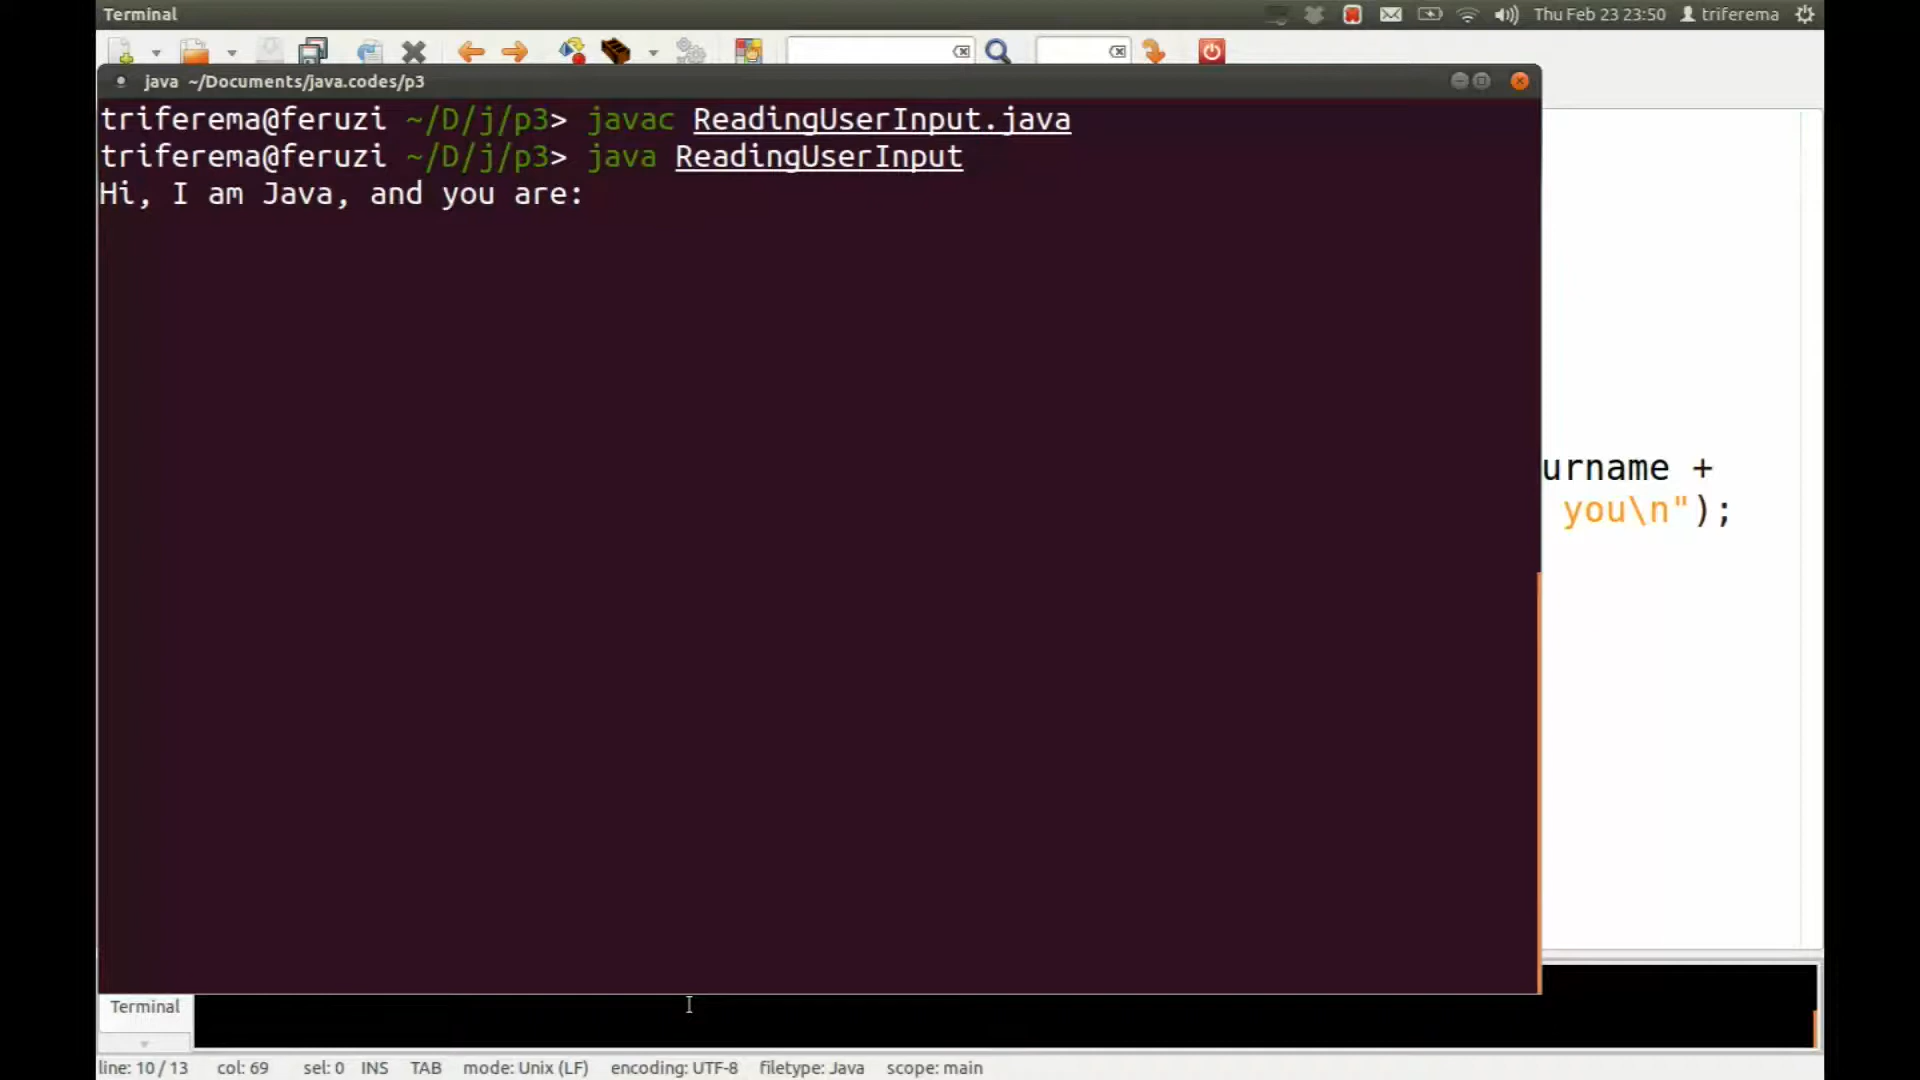 Terminal
Thu Feb 23 23:50 triferema
java ~/Documents/java.codes/p3
triferema@feruzi ~/D/j/p3> javac ReadingUserInput.java
triferema@feruzi ~/D/j/p3> java ReadingUserInput
Hi, I am Java, and you are:
urname +
you\n");
Terminal
line: 10 / 13 col: 69 sel: 0 INS TAB mode: Unix (LF) encoding: UTF-8 filetype: Java scope: main